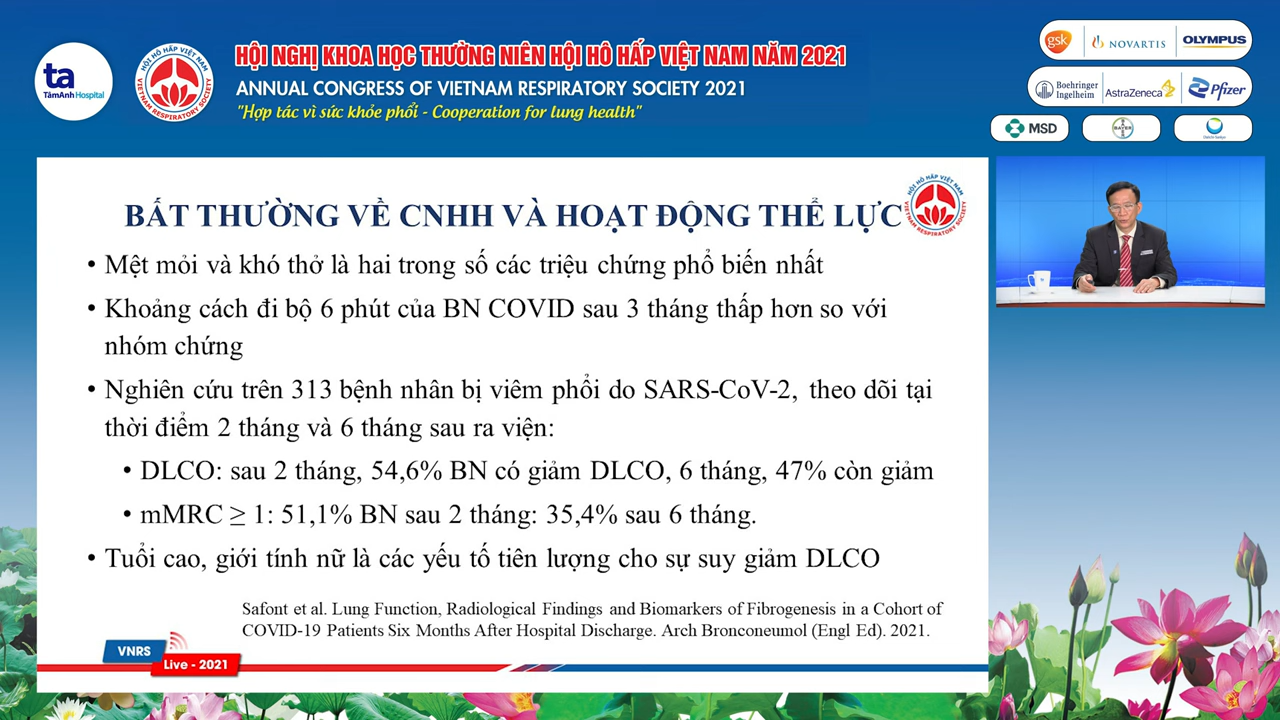 ta
TâmAnh Hospital
HỘI HÔ HẤP VIỆT NAM
VIETNAM RESPIRATORY SOCIETY
HỘI NGHỊ KHOA HỌC THƯỜNG NIÊN HỘI HÔ HẤP VIỆT NAM NĂM 2021
ANNUAL CONGRESS OF VIETNAM RESPIRATORY SOCIETY 2021
"Hợp tác vì sức khỏe phổi - Cooperation for lung health"
gsk
NOVARTIS
OLYMPUS
Boehringer
Ingelheim
AstraZeneca
Pfizer
MSD
BAYER
HỘI HÔ HẤP VIỆT NAM
VIETNAM RESPIRATORY SOCIETY
BẤT THƯỜNG VỀ CNHH VÀ HOẠT ĐỘNG THỂ LỰC
• Mệt mỏi và khó thở là hai trong số các triệu chứng phổ biến nhất
• Khoảng cách đi bộ 6 phút của BN COVID sau 3 tháng thấp hơn so với
nhóm chứng
• Nghiên cứu trên 313 bệnh nhân bị viêm phổi do SARS-CoV-2, theo dõi tại
thời điểm 2 tháng và 6 tháng sau ra viện:
• DLCO: sau 2 tháng, 54,6% BN có giảm DLCO, 6 tháng, 47% còn giảm
• mMRC ≥ 1: 51,1% BN sau 2 tháng: 35,4% sau 6 tháng.
• Tuổi cao, giới tính nữ là các yếu tố tiên lượng cho sự suy giảm DLCO
Safont et al. Lung Function, Radiological Findings and Biomarkers of Fibrogenesis in a Cohort of
COVID-19 Patients Six Months After Hospital Discharge. Arch Bronconeumol (Engl Ed). 2021.
VNRS
Live - 2021